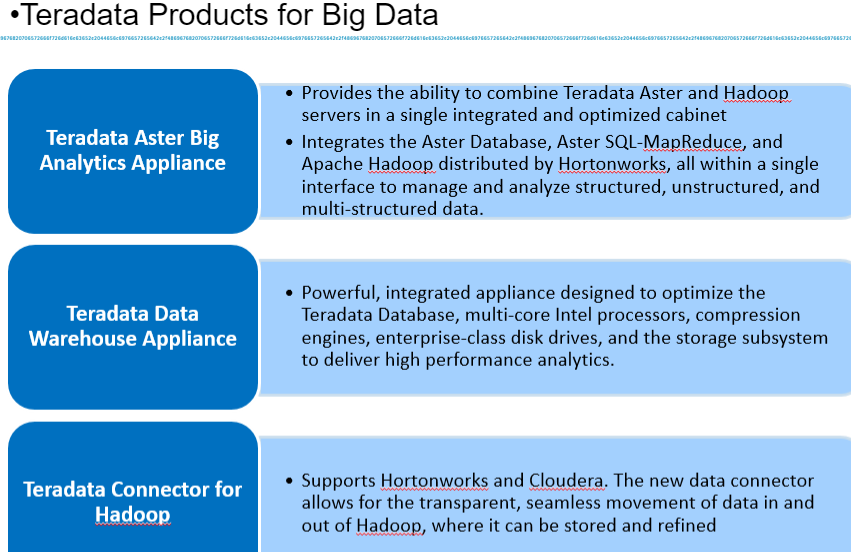 •Teradata Products for Big Data
Teradata Aster Big
Analytics Appliance
• Provides the ability to combine Teradata Aster and Hadoop
servers in a single integrated and optimized cabinet
• Integrates the Aster Database, Aster SQL-MapReduce, and
Apache Hadoop distributed by Hortonworks, all within a single
interface to manage and analyze structured, unstructured, and
multi-structured data.
Teradata Data
Warehouse Appliance
• Powerful, integrated appliance designed to optimize the
Teradata Database, multi-core Intel processors, compression
engines, enterprise-class disk drives, and the storage subsystem
to deliver high performance analytics.
Teradata Connector for
Hadoop
• Supports Hortonworks and Cloudera. The new data connector
allows for the transparent, seamless movement of data in and
out of Hadoop, where it can be stored and refined